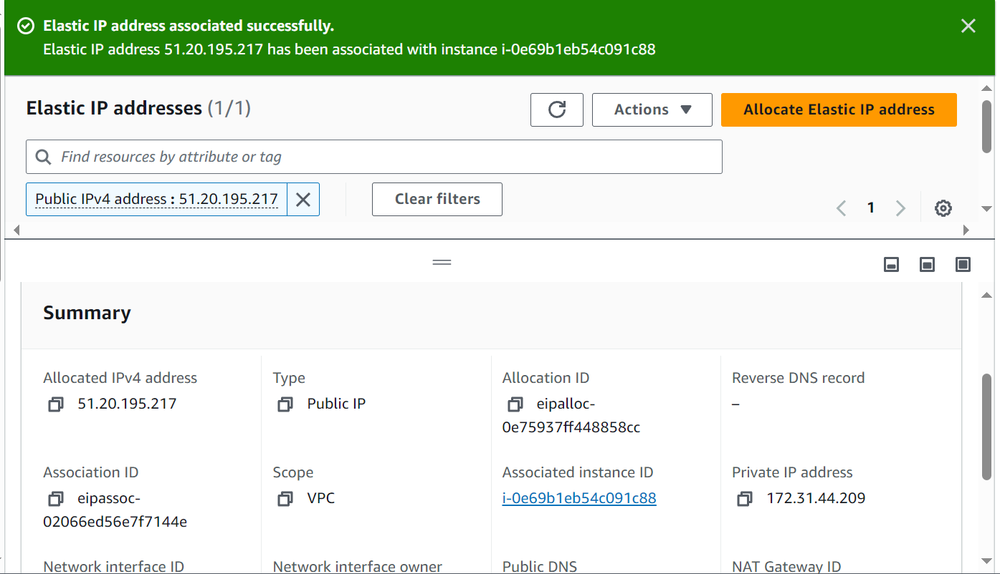 Elastic IP address associated successfully.
Elastic IP address 51.20.195.217 has been associated with instance i-0e69b1eb54c091c88
Elastic IP addresses (1/1)
Actions
Allocate Elastic IP address
Find resources by attribute or tag
Public IPv4 address : 51.20.195.217
Clear filters
1
Summary
Allocated IPv4 address
51.20.195.217
Type
Public IP
Allocation ID
eipalloc-
0e75937ff448858cc
Reverse DNS record
–
Association ID
eipassoc-
02066ed56e7f7144e
Scope
VPC
Associated instance ID
i-0e69b1eb54c091c88
Private IP address
172.31.44.209
Network interface ID
Network interface owner
Public DNS
NAT Gateway ID